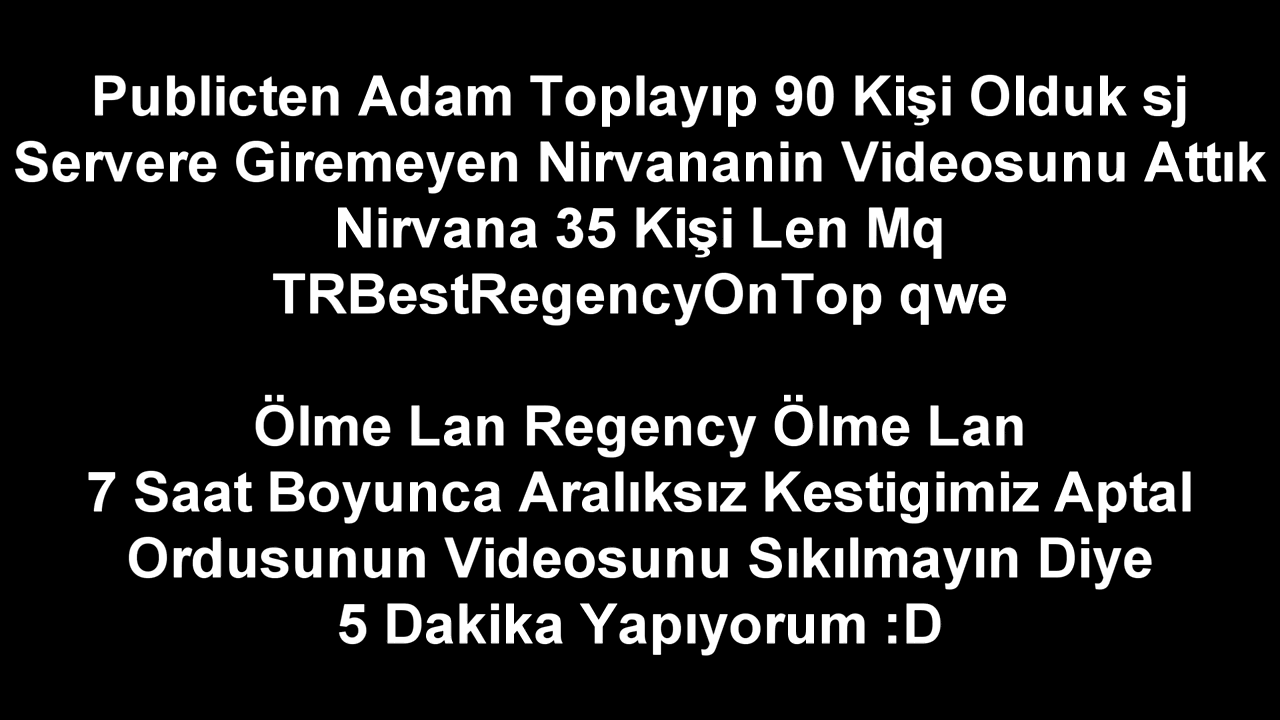 Publicten Adam Toplayıp 90 Kişi Olduk sj
Servere Giremeyen Nirvananin Videosunu Attık
Nirvana 35 Kişi Len Mq
TRBestRegencyOnTop qwe
Ölme Lan Regency Ölme Lan
7 Saat Boyunca Aralıksız Kestigimiz Aptal
Ordusunun Videosunu Sıkılmayın Diye
5 Dakika Yapıyorum :D